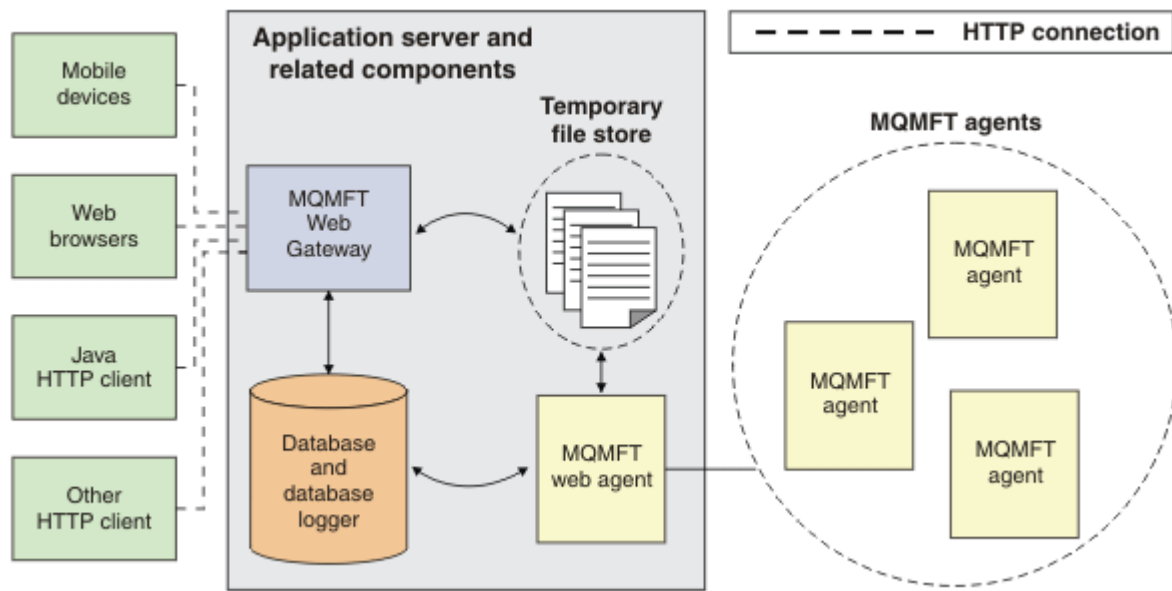 Mobile
devices
Web
browsers
Java
HTTP client
Other
HTTP client
Application server and
related components
MQMFT
Web
Gateway
Temporary
file store
Database
and
database
logger
MQMFT
web agent
HTTP connection
MQMFT agents
MQMFT
agent
MQMFT
agent
MQMFT
agent